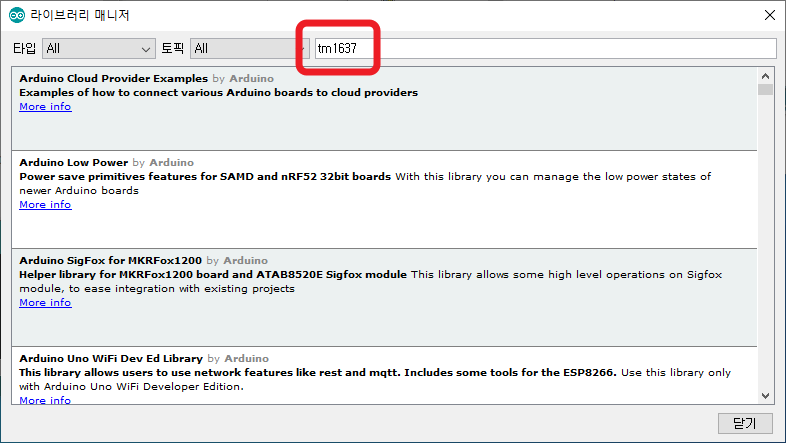 라이브러리 매니저
타입 All 토픽 All tm1637
Arduino Cloud Provider Examples by Arduino
Examples of how to connect various Arduino boards to cloud providers
More info
Arduino Low Power by Arduino
Power save primitives features for SAMD and nRF52 32bit boards With this library you can manage the low power states of
newer Arduino boards
More info
Arduino SigFox for MKRFox1200 by Arduino
Helper library for MKRFox1200 board and ATAB8520E Sigfox module This library allows some high level operations on Sigfox
module, to ease integration with existing projects
More info
Arduino Uno WiFi Dev Ed Library by Arduino
This library allows users to use network features like rest and mqtt. Includes some tools for the ESP8266. Use this library only
with Arduino Uno WiFi Developer Edition.
More info
닫기